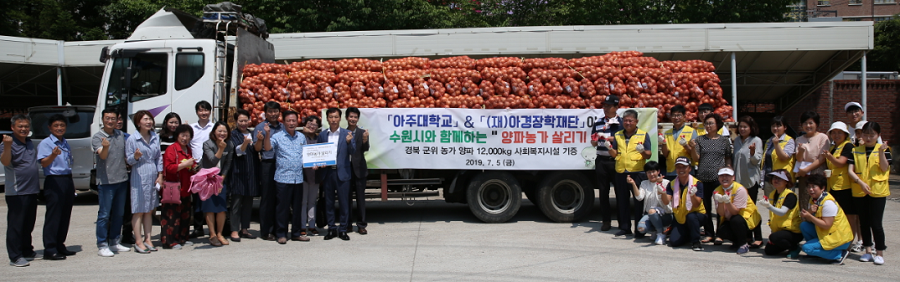 「아주대학교」 & 「(재)아경장학재단」이
수원시와 함께하는 " 양파농가 살리기
경북 군위 농가 양파 12,000kg 사회복지시설 기증
2019. 7. 5 (금)